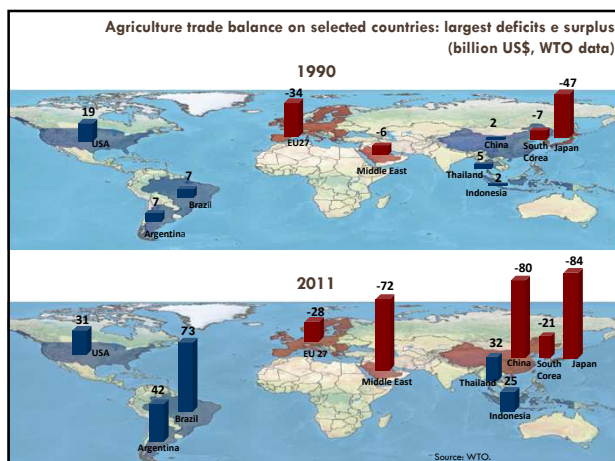 Agriculture trade balance on selected countries: largest deficits e surplus
(billion US$, WTO data)
1990
19
USA
7
Brazil
7
Argentina
-34
EU27
-6
Middle East
2
China
-7
South
Corea
-47
Japan
5
Thailand
2
Indonesia
2011
31
USA
73
Brazil
42
Argentina
-28
EU 27
-72
Middle East
-80
China
-21
South
Corea
-84
Japan
32
Thailand
25
Indonesia
Source: WTO.